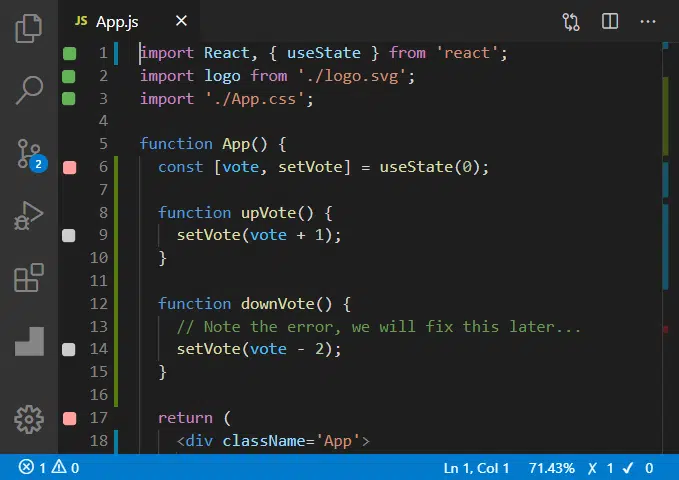 JS App.js
1 import React, { useState } from 'react';
2 import logo from './logo.svg';
3 import './App.css';
4
5 function App() {
6 const [vote, setVote] = useState(0);
7
8 function upVote() {
9 setVote(vote + 1);
10 }
11
12 function downVote() {
13 // Note the error, we will fix this later...
14 setVote(vote - 2);
15 }
16
17 return (
18 <div className='App'>
2
1 0 Ln 1, Col 1 71.43% ✗ 1 ✓ 0